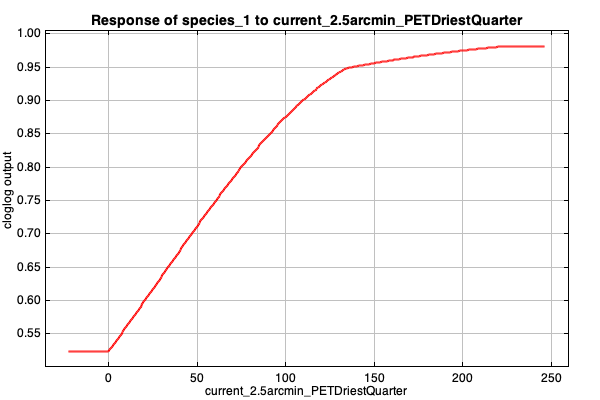 Response of species_1 to current_2.5arcmin_PETDriestQuarter
1.00
0.95
0.90
0.85
0.80
0.75
0.70
0.65
0.60
0.55
cloglog output
0 50 100 150 200 250
current_2.5arcmin_PETDriestQuarter